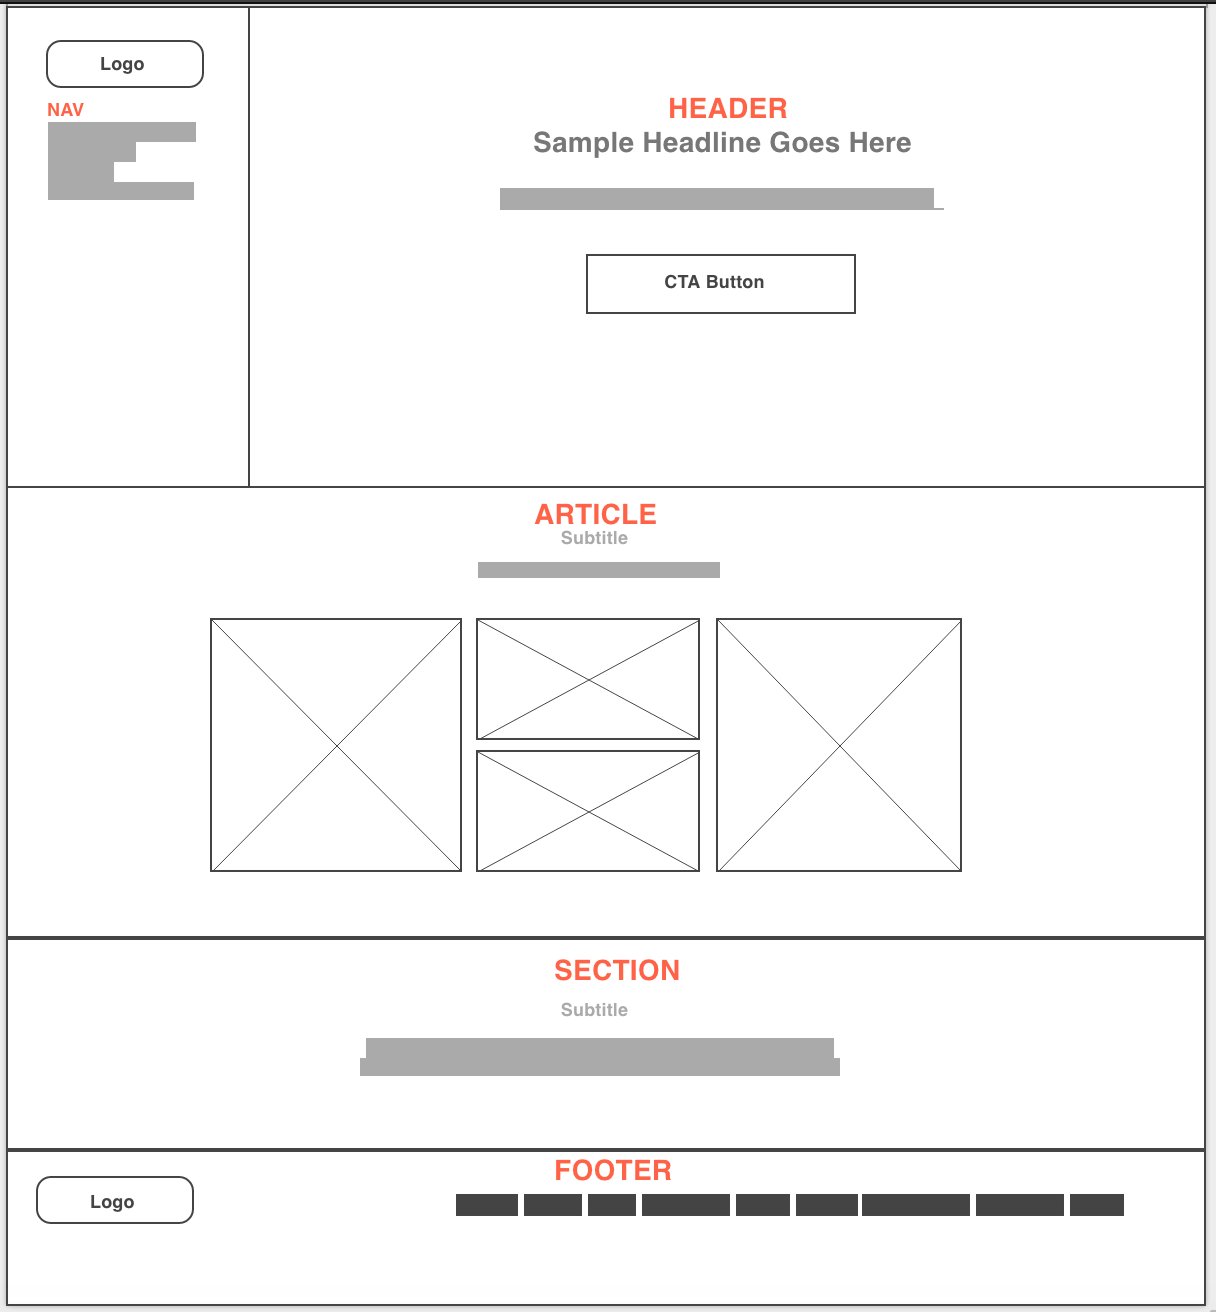 Logo
NAV
HEADER
Sample Headline Goes Here
CTA Button
ARTICLE
Subtitle
SECTION
Subtitle
FOOTER
Logo